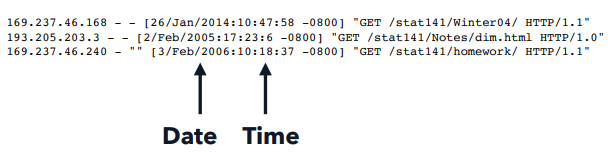 169.237.46.168 - - [26/Jan/2014:10:47:58 -0800] "GET /stat141/Winter04/ HTTP/1.1"
193.205.203.3 - - [2/Feb/2005:17:23:6 -0800] "GET /stat141/Notes/dim.html HTTP/1.0"
169.237.46.240 - "" [3/Feb/2006:10:18:37 -0800] "GET /stat141/homework/ HTTP/1.1"
Date Time